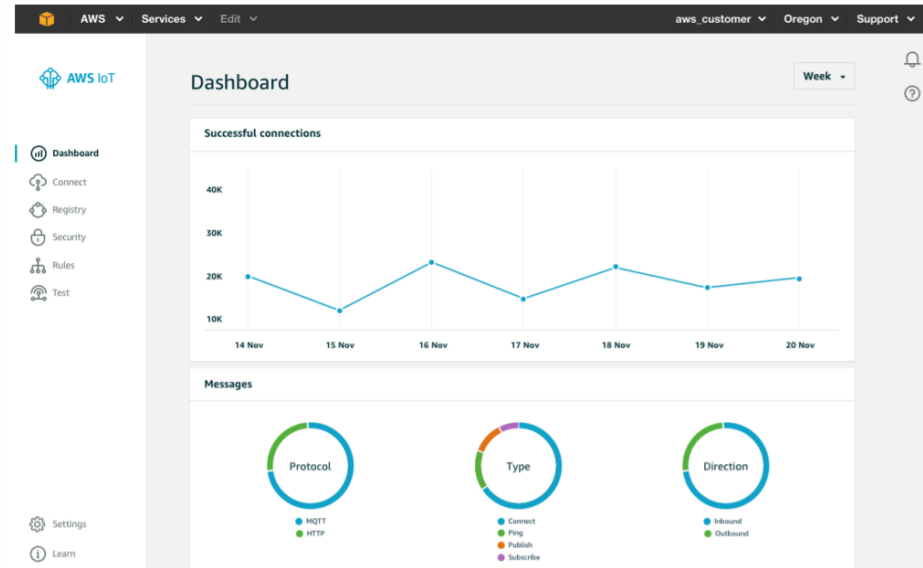 AWS Services Edit aws_customer Oregon Support
AWS IoT
Dashboard
Connect
Registry
Security
Rules
Test
Settings
Learn
Dashboard Week
Successful connections
40K
30K
20K
10K
14 Nov 15 Nov 16 Nov 17 Nov 18 Nov 19 Nov 20 Nov
Messages
Protocol
MQTT
HTTP
Type
Connect
Ping
Publish
Subscribe
Direction
Inbound
Outbound